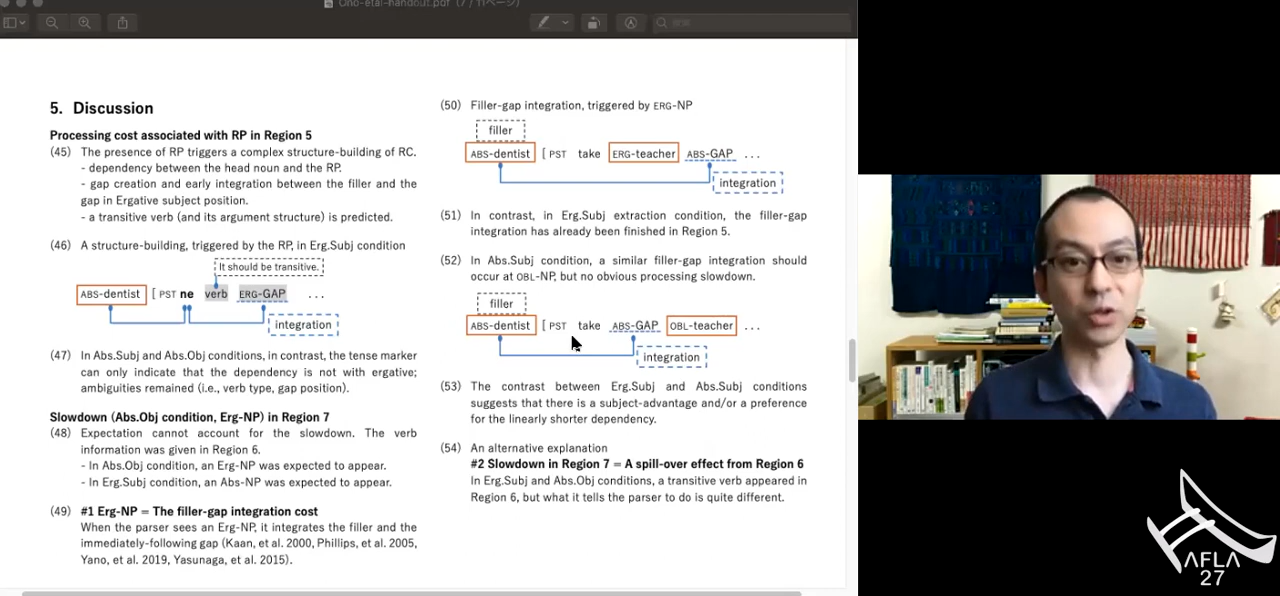 Ono-etal-handout.pdf (7 / 11ページ)
検索
5. Discussion
Processing cost associated with RP in Region 5
(45) The presence of RP triggers a complex structure-building of RC.
- dependency between the head noun and the RP.
- gap creation and early integration between the filler and the
gap in Ergative subject position.
- a transitive verb (and its argument structure) is predicted.
(46) A structure-building, triggered by the RP, in Erg.Subj condition
It should be transitive.
ABS-dentist [ PST ne verb ERG-GAP ...
integration
(47) In Abs.Subj and Abs.Obj conditions, in contrast, the tense marker
can only indicate that the dependency is not with ergative;
ambiguities remained (i.e., verb type, gap position).
Slowdown (Abs.Obj condition, Erg-NP) in Region 7
(48) Expectation cannot account for the slowdown. The verb
information was given in Region 6.
- In Abs.Obj condition, an Erg-NP was expected to appear.
- In Erg.Subj condition, an Abs-NP was expected to appear.
(49) #1 Erg-NP = The filler-gap integration cost
When the parser sees an Erg-NP, it integrates the filler and the
immediately-following gap (Kaan, et al. 2000, Phillips, et al. 2005,
Yano, et al. 2019, Yasunaga, et al. 2015).
(50) Filler-gap integration, triggered by ERG-NP
filler
ABS-dentist [ PST take ERG-teacher ABS-GAP ...
integration
(51) In contrast, in Erg.Subj extraction condition, the filler-gap
integration has already been finished in Region 5.
(52) In Abs.Subj condition, a similar filler-gap integration should
occur at OBL-NP, but no obvious processing slowdown.
filler
ABS-dentist [ PST take ABS-GAP OBL-teacher ...
integration
(53) The contrast between Erg.Subj and Abs.Subj conditions
suggests that there is a subject-advantage and/or a preference
for the linearly shorter dependency.
(54) An alternative explanation
#2 Slowdown in Region 7 = A spill-over effect from Region 6
In Erg.Subj and Abs.Obj conditions, a transitive verb appeared in
Region 6, but what it tells the parser to do is quite different.
AFLA
27